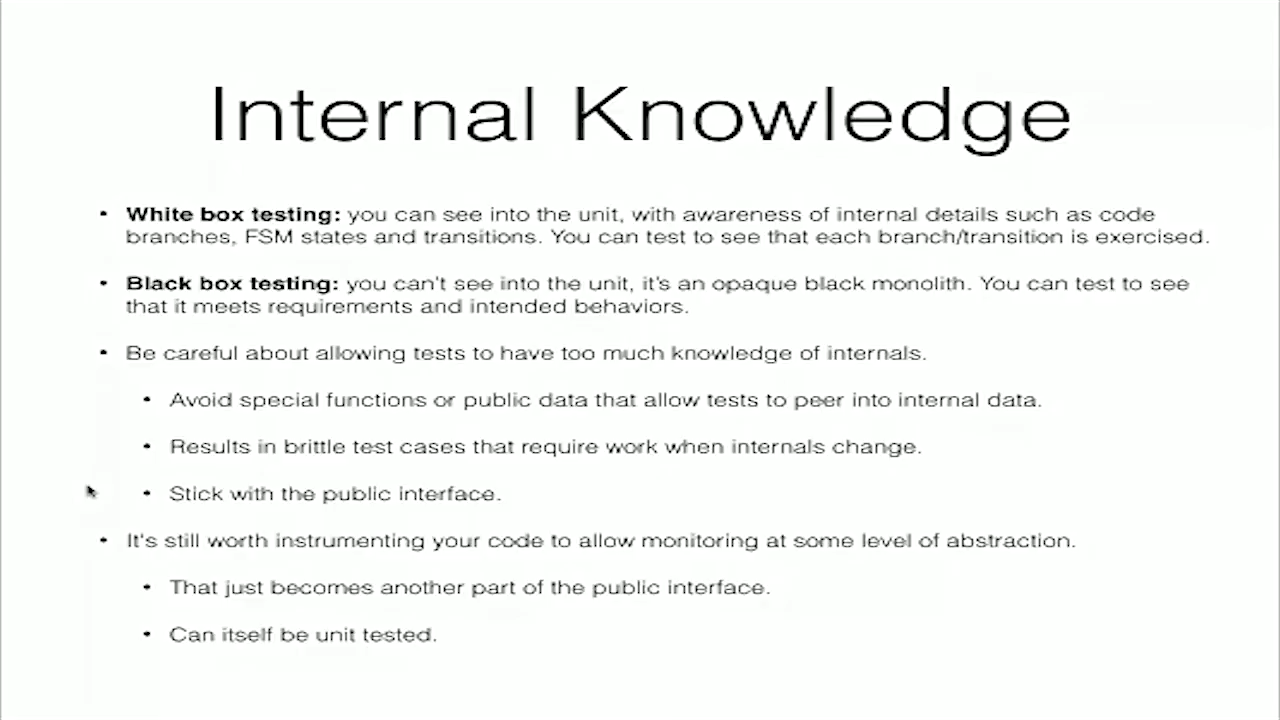 Internal Knowledge
• White box testing: you can see into the unit, with awareness of internal details such as code
branches, FSM states and transitions. You can test to see that each branch/transition is exercised.
• Black box testing: you can't see into the unit, it's an opaque black monolith. You can test to see
that it meets requirements and intended behaviors.
• Be careful about allowing tests to have too much knowledge of internals.
• Avoid special functions or public data that allow tests to peer into internal data.
• Results in brittle test cases that require work when internals change.
• Stick with the public interface.
• It's still worth instrumenting your code to allow monitoring at some level of abstraction.
• That just becomes another part of the public interface.
• Can itself be unit tested.